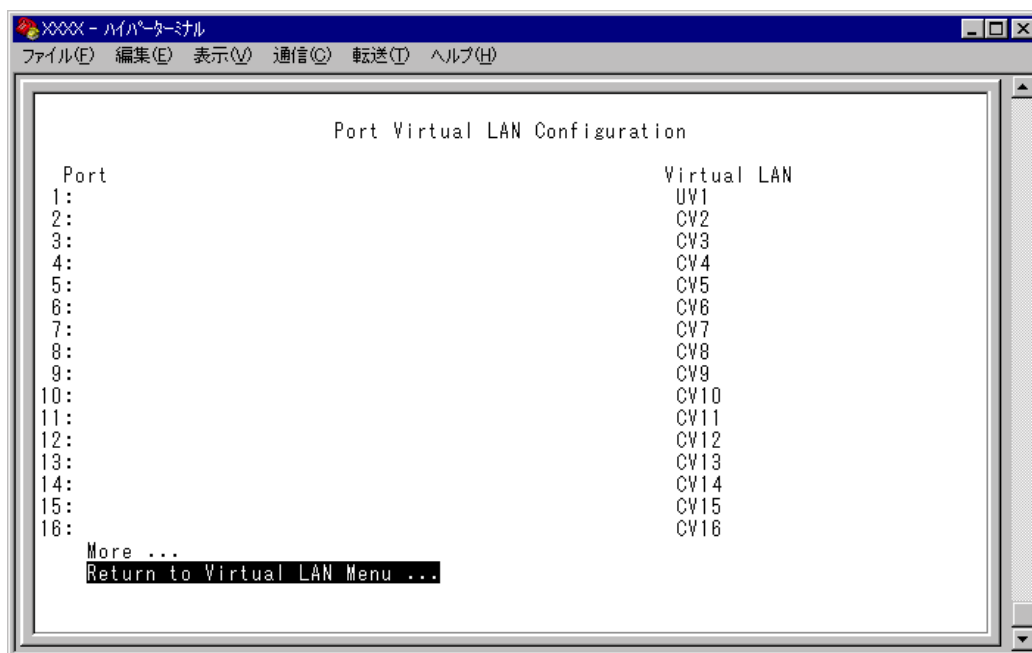 XXXX - ハイパーターミナル
ファイル(F) 編集(E) 表示(V) 通信(C) 転送(T) ヘルプ(H)
Port Virtual LAN Configuration
Port Virtual LAN
1: UV1
2: CV2
3: CV3
4: CV4
5: CV5
6: CV6
7: CV7
8: CV8
9: CV9
10: CV10
11: CV11
12: CV12
13: CV13
14: CV14
15: CV15
16: CV16
More ...
Return to Virtual LAN Menu ...